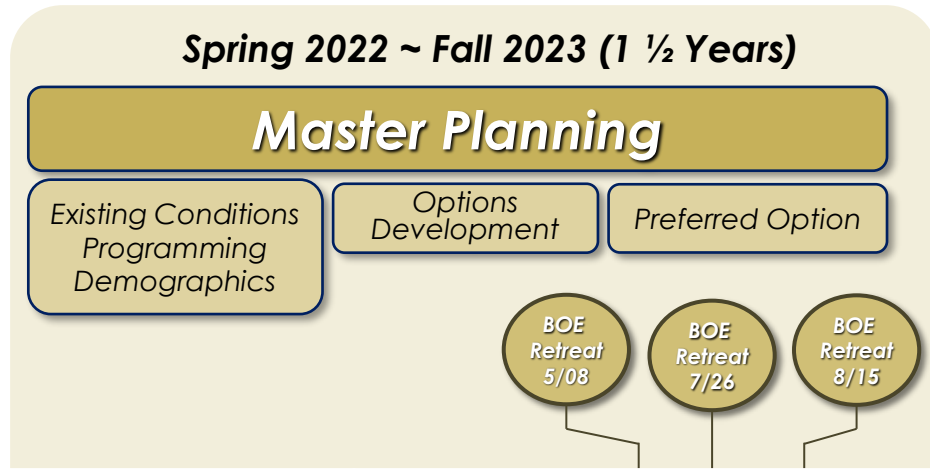 Spring 2022 ~ Fall 2023 (1 ½ Years)
Master Planning
Existing Conditions
Programming
Demographics
Options
Development
Preferred Option
BOE
Retreat
5/08
BOE
Retreat
7/26
BOE
Retreat
8/15